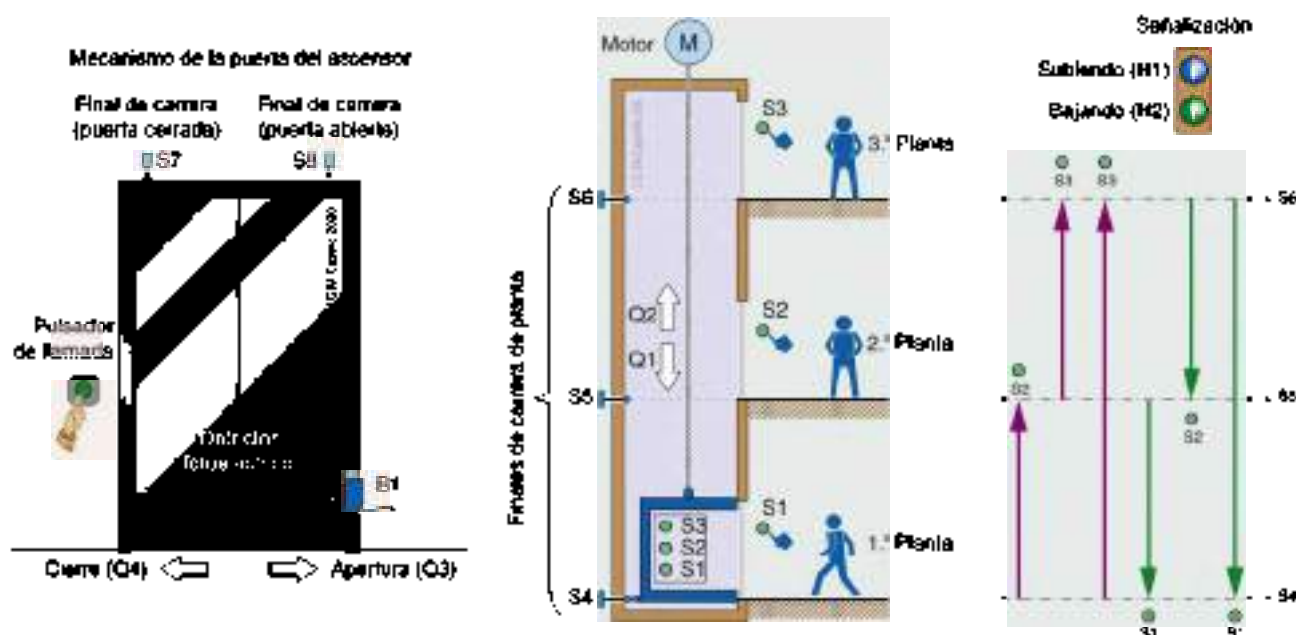 Mecanismo de la puerta del ascensor
Final de carrera
(puerta cerrada)
Final de carrera
(puerta abierta)
S7
S8
Pulsador
de llamada
B1
Cierre (Q4)
Apertura (Q3)
Motor
M
S3
3.ª Planta
S6
Q2
Q1
S2
2.ª Planta
S5
Finales de carrera de planta
S3
S2
S1
S1
1.ª Planta
S4
Señalización
Subiendo (H1)
Bajando (H2)
S3
S3
S6
S2
S2
S5
S1
S1
S4